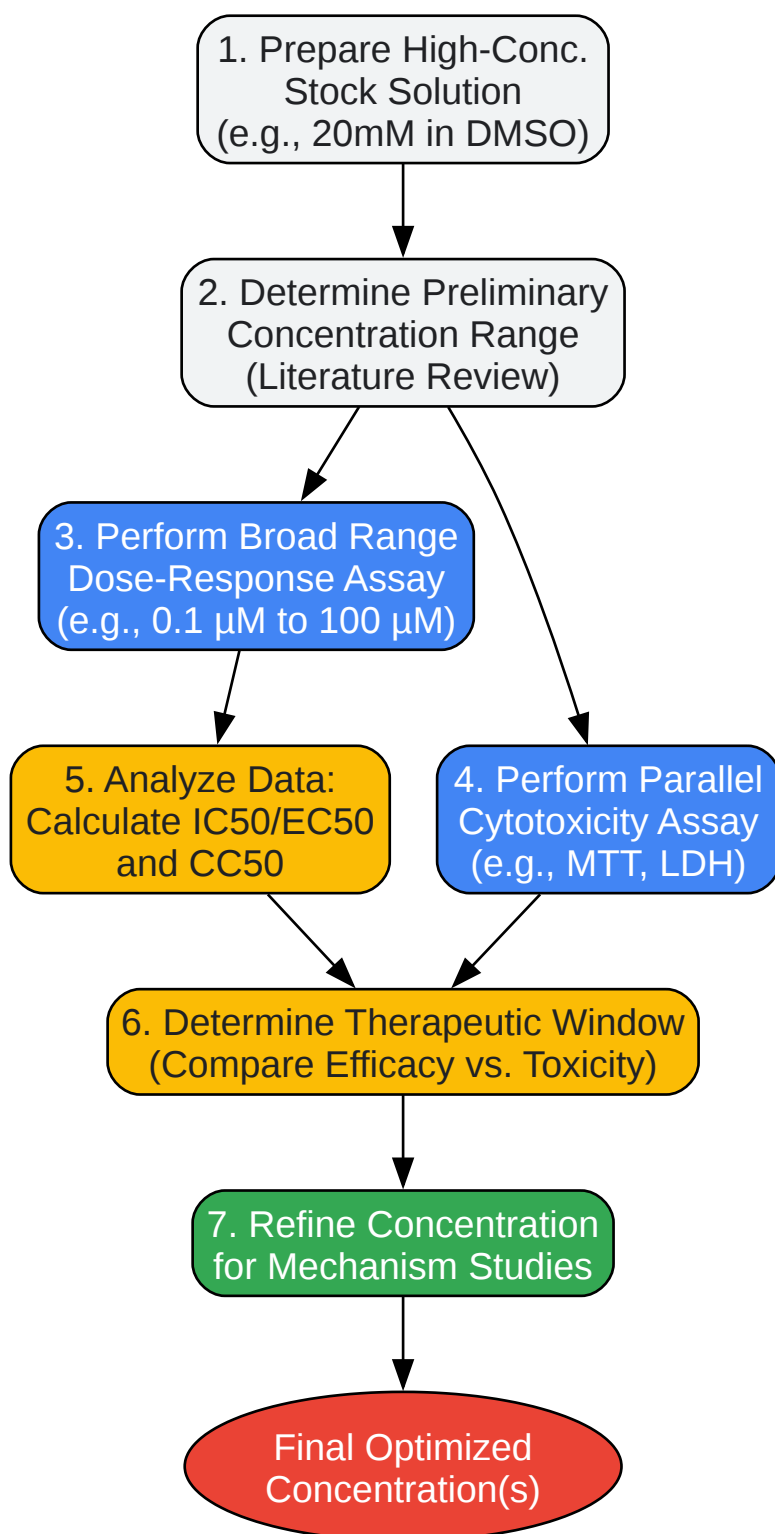 1. Prepare High-Conc.
Stock Solution
(e.g., 20mM in DMSO)
2. Determine Preliminary
Concentration Range
(Literature Review)
3. Perform Broad Range
Dose-Response Assay
(e.g., 0.1 µM to 100 µM)
5. Analyze Data:
Calculate IC50/EC50
and CC50
4. Perform Parallel
Cytotoxicity Assay
(e.g., MTT, LDH)
6. Determine Therapeutic Window
(Compare Efficacy vs. Toxicity)
7. Refine Concentration
for Mechanism Studies
Final Optimized
Concentration(s)